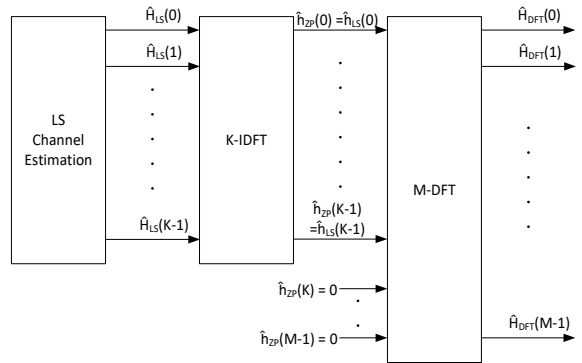 Ĥ_LS(0)
ĥ_ZP(0) =ĥ_LS(0)
Ĥ_DFT(0)
Ĥ_LS(1)
Ĥ_DFT(1)
LS
Channel
Estimation
K-IDFT
M-DFT
Ĥ_LS(K-1)
ĥ_ZP(K-1)
=ĥ_LS(K-1)
ĥ_ZP(K) = 0
ĥ_ZP(M-1) = 0
Ĥ_DFT(M-1)